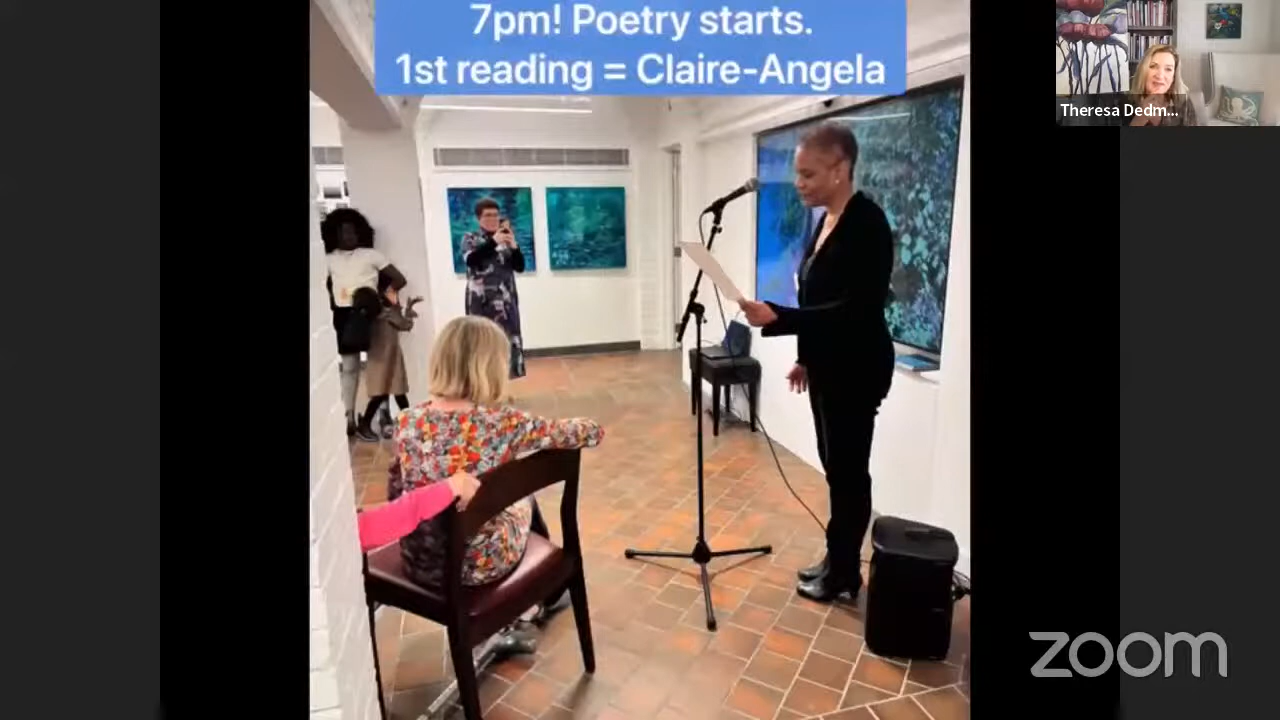 7pm! Poetry starts.
1st reading = Claire-Angela
Theresa Dedm...
zoom